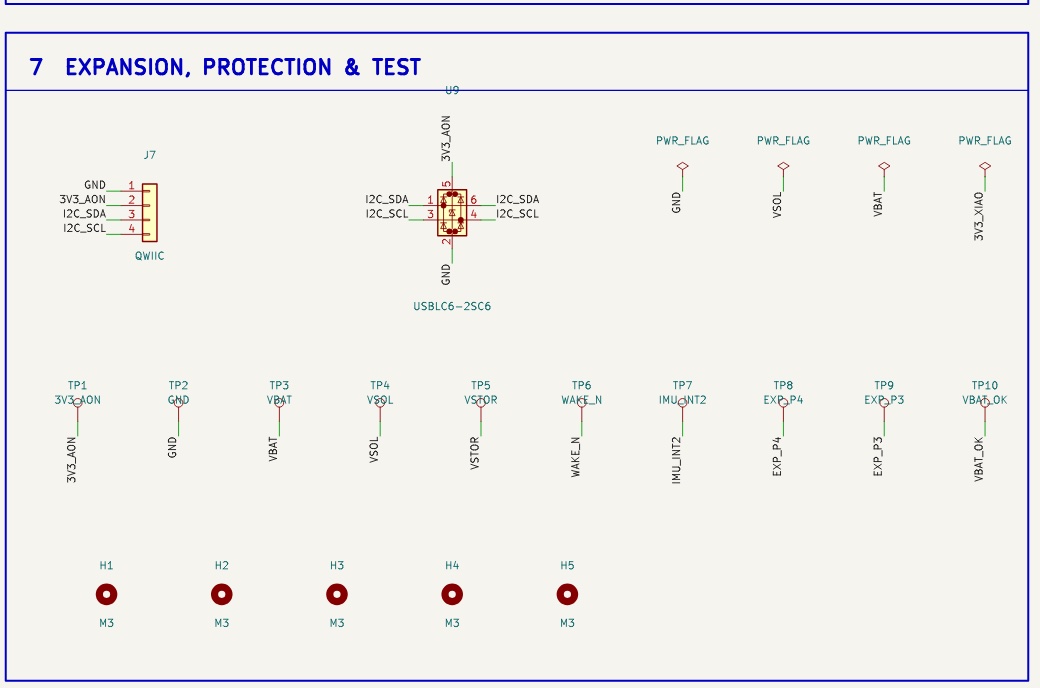 7 EXPANSION, PROTECTION & TEST
U9
3V3_AON
PWR_FLAG PWR_FLAG PWR_FLAG PWR_FLAG
GND VSOL VBAT 3V3_XIAO
J7
GND 1
3V3_AON 2
I2C_SDA 3
I2C_SCL 4
QWIIC
5
I2C_SDA 1 6 I2C_SDA
I2C_SCL 3 4 I2C_SCL
2
GND
USBLC6-2SC6
TP1 TP2 TP3 TP4 TP5 TP6 TP7 TP8 TP9 TP10
3V3_AON GND VBAT VSOL VSTOR WAKE_N IMU_INT2 EXP_P4 EXP_P3 VBAT_OK
3V3_AON GND VBAT VSOL VSTOR WAKE_N IMU_INT2 EXP_P4 EXP_P3 VBAT_OK
H1 H2 H3 H4 H5
M3 M3 M3 M3 M3